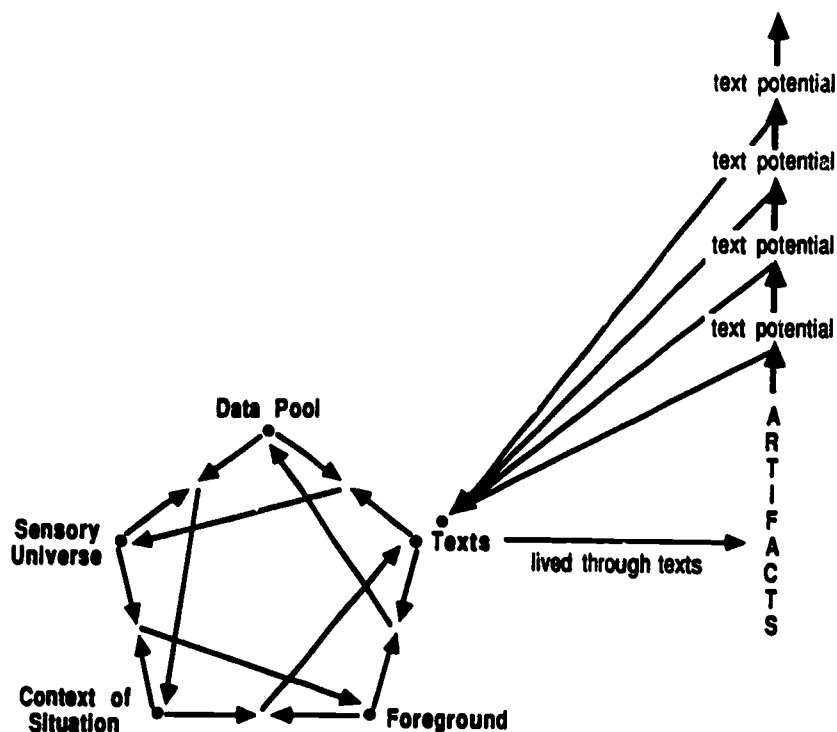 text potential
text potential
text potential
text potential
ARTIFACTS
Data Pool
Sensory
Universe
Texts
lived through texts
Context of
Situation
Foreground